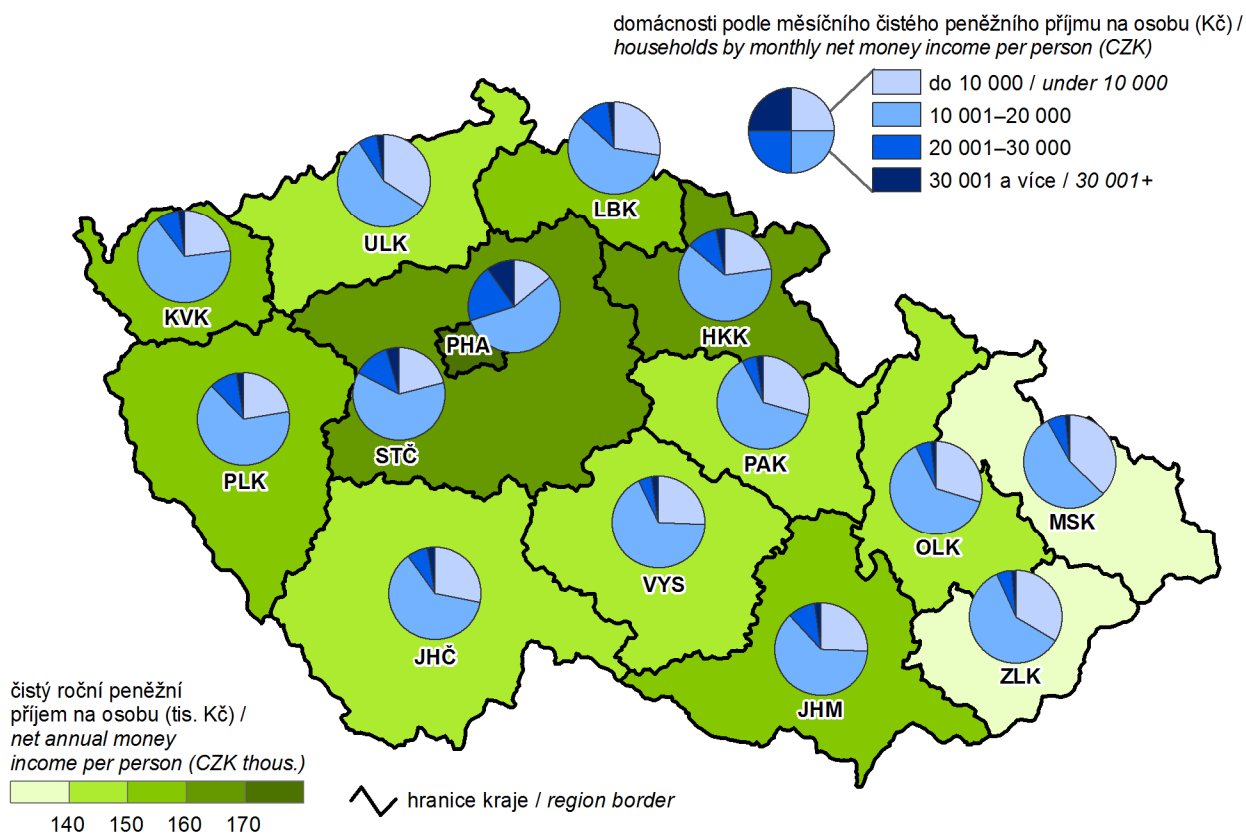 domácnosti podle měsíčního čistého peněžního příjmu na osobu (Kč) /
households by monthly net money income per person (CZK)
do 10 000 / under 10 000
10 001–20 000
20 001–30 000
30 001 a více / 30 001+
LBK
ULK
KVK
HKK
PHA
STČ
PAK
PLK
MSK
OLK
VYS
JHČ
ZLK
JHM
čistý roční peněžní
příjem na osobu (tis. Kč) /
net annual money
income per person (CZK thous.)
140 150 160 170
hranice kraje / region border